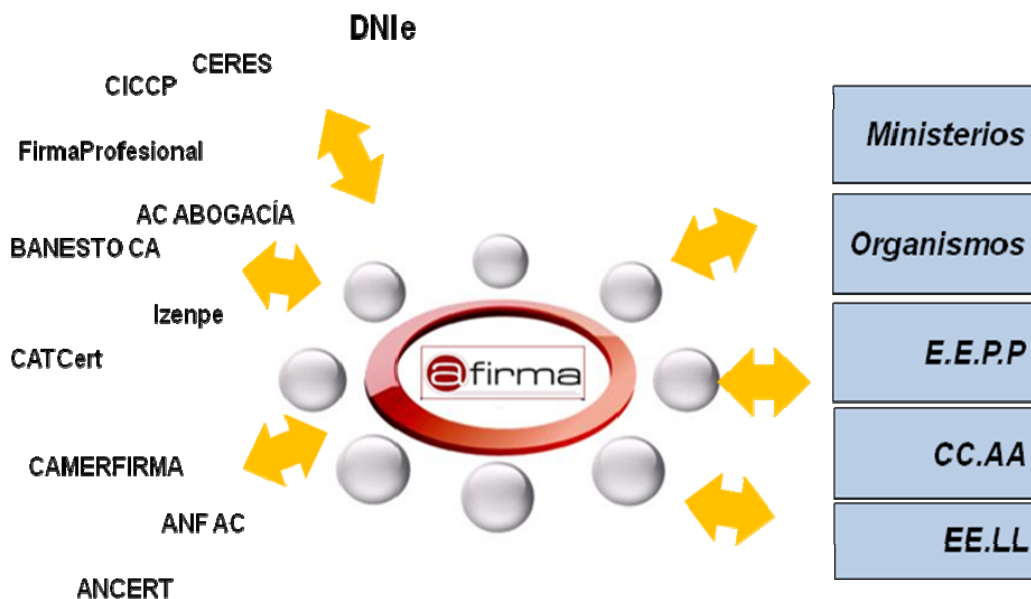 DNIe
CERES
CICCP
FirmaProfesional
AC ABOGACÍA
BANESTO CA
Izenpe
CATCert
CAMERFIRMA
ANF AC
ANCERT
@firma
Ministerios
Organismos
E.E.P.P
CC.AA
EE.LL